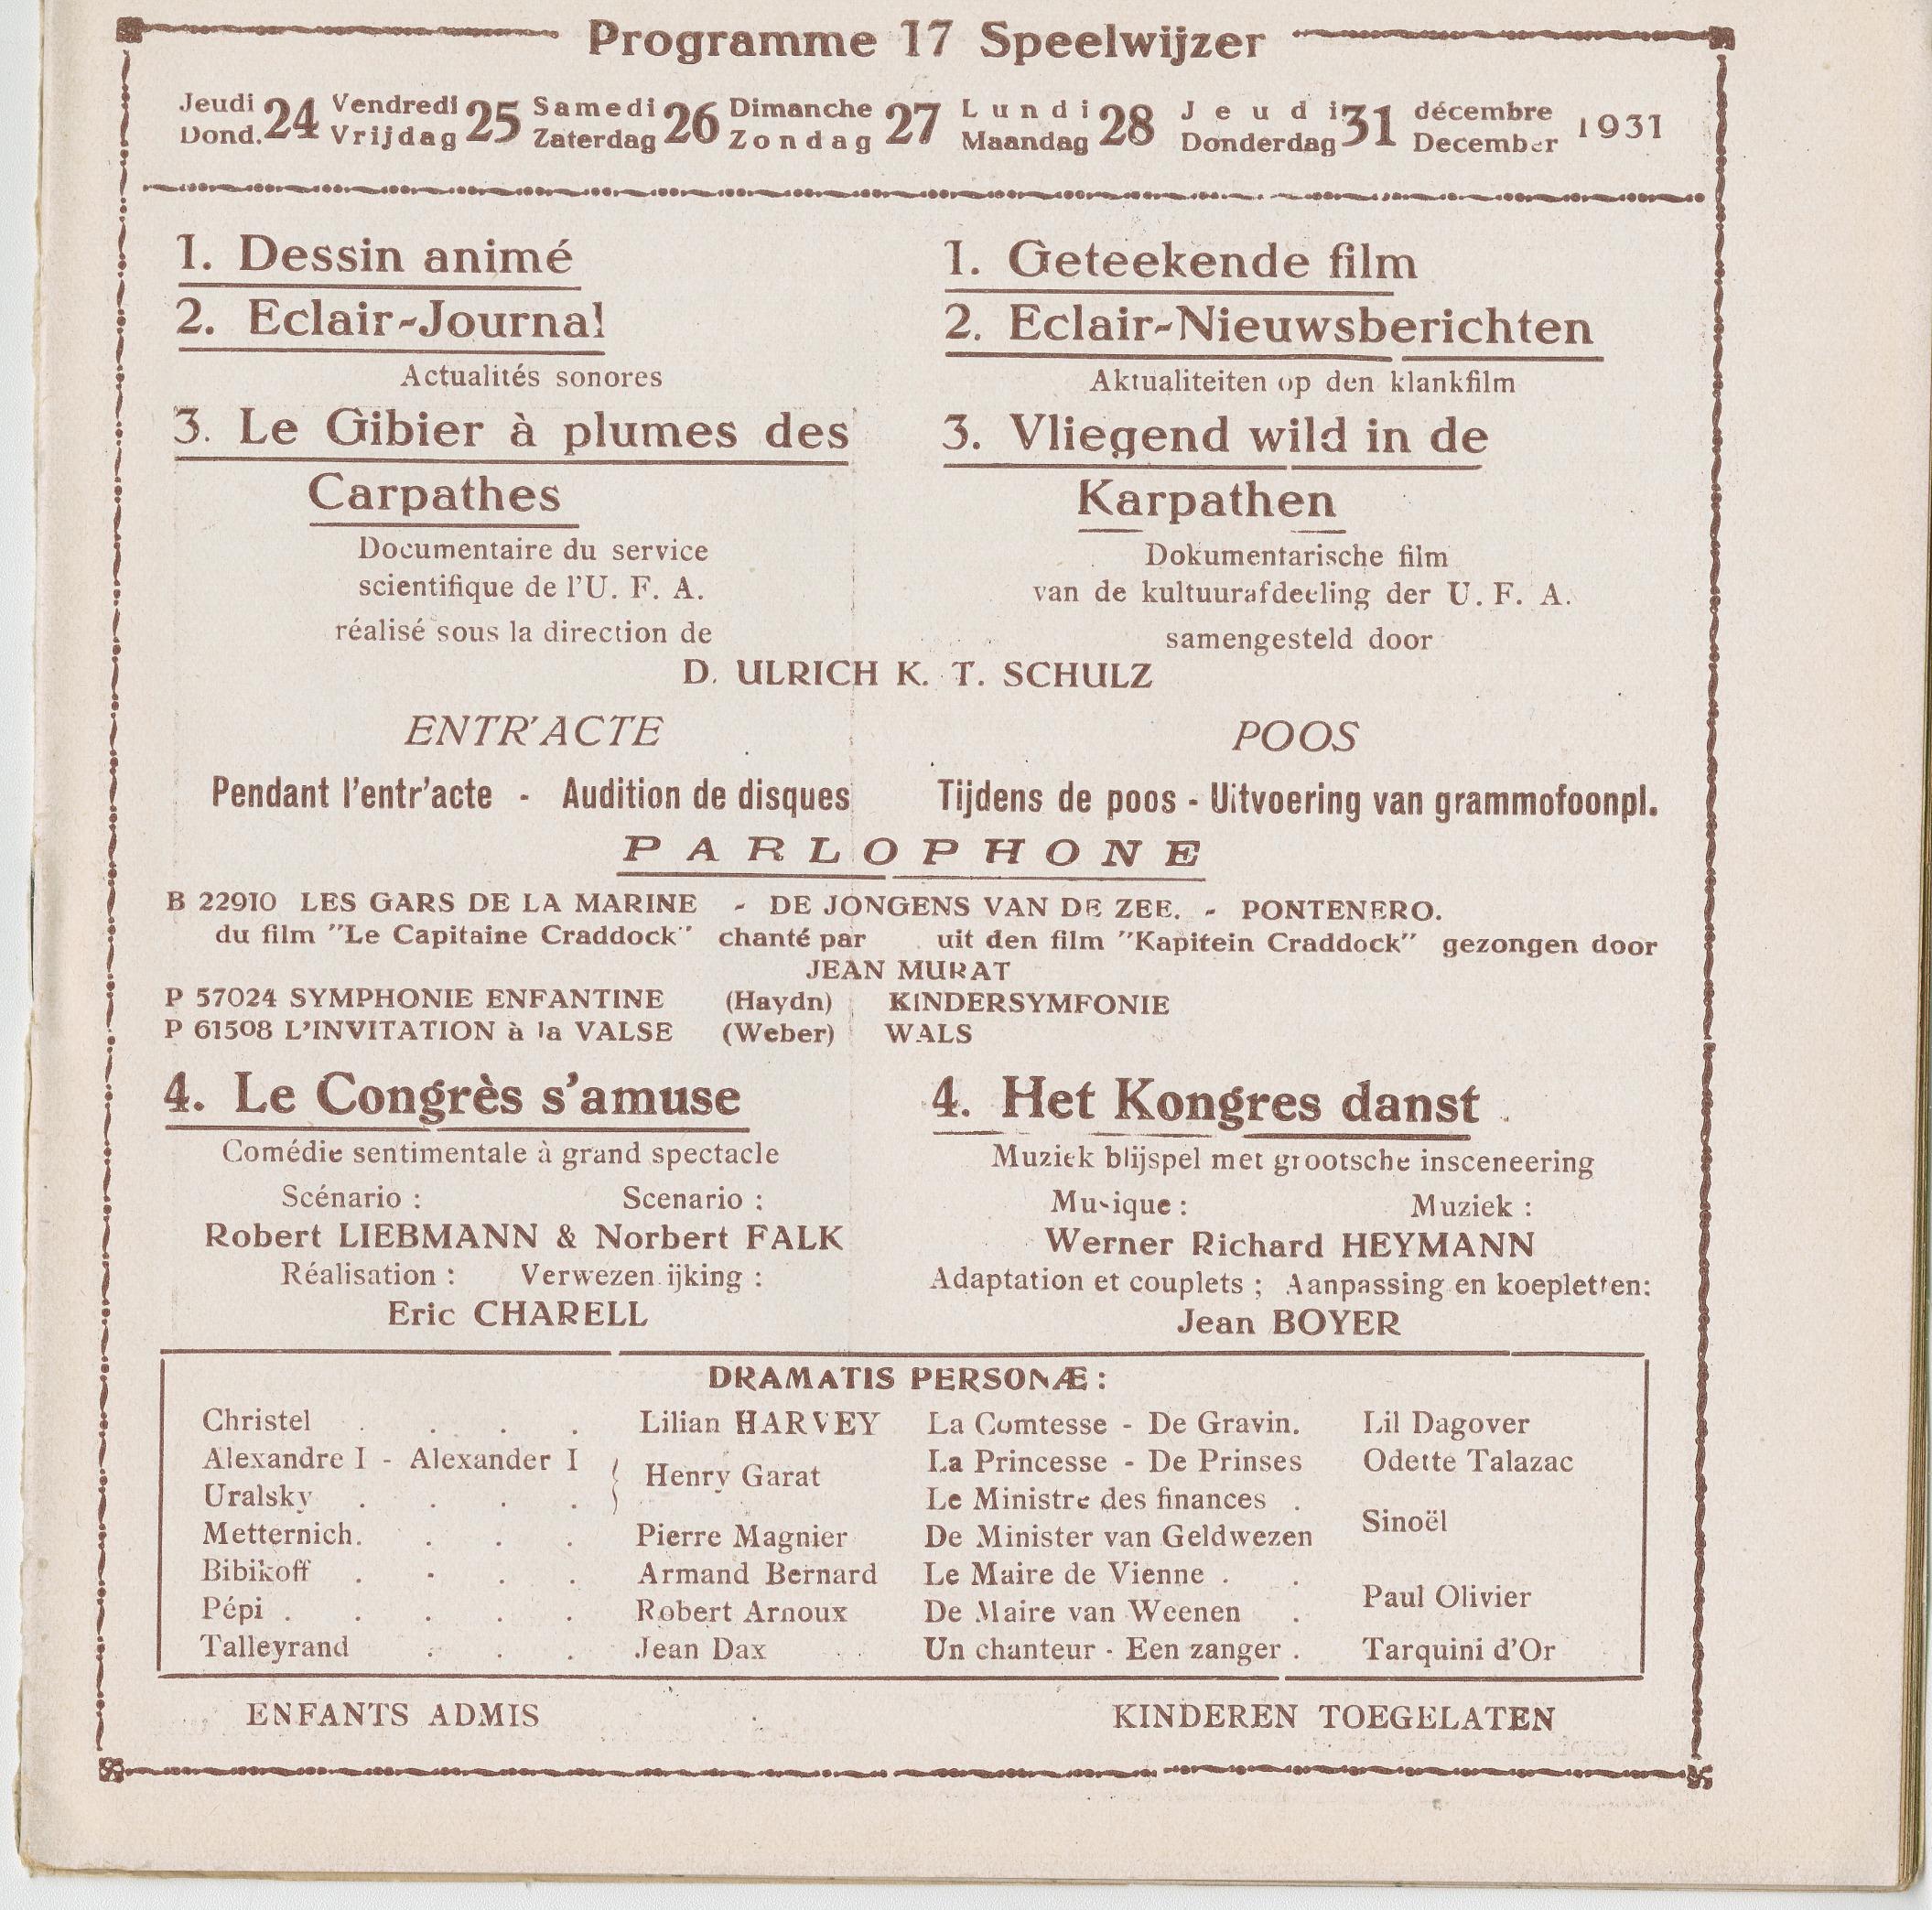 Programme 17 Speelwijzer
Jeudi 24 Vendredi 25 Samedi 26 Dimanche 27 Lundi 28 Jeudi 31 décembre 1931
Dond. Vrijdag Zaterdag Zondag Maandag Donderdag December
1. Dessin animé
2. Eclair-Journal
Actualités sonores
3. Le Gibier à plumes des
Carpathes
Documentaire du service
scientifique de l'U. F. A.
réalisé sous la direction de
1. Geteekende film
2. Eclair-Nieuwsberichten
Aktualiteiten op den klankfilm
3. Vliegend wild in de
Karpathen
Dokumentarische film
van de kultuurafdeeling der U. F. A.
samengesteld door
D. ULRICH K. T. SCHULZ
ENTR'ACTE
POOS
Pendant l'entr'acte - Audition de disques
Tijdens de poos - Uitvoering van grammofoonpl.
PARLOPHONE
B 22910 LES GARS DE LA MARINE - DE JONGENS VAN DE ZEE. - PONTENERO.
du film "Le Capitaine Craddock" chanté par uit den film "Kapitein Craddock" gezongen door
JEAN MURAT
P 57024 SYMPHONIE ENFANTINE (Haydn) KINDERSYMFONIE
P 61508 L'INVITATION à la VALSE (Weber) WALS
4. Le Congrès s'amuse
Comédie sentimentale à grand spectacle
Scénario : Scenario :
Robert LIEBMANN & Norbert FALK
Réalisation : Verwezenlijking :
Eric CHARELL
4. Het Kongres danst
Muziek blijspel met grootsche insceneering
Musique : Muziek :
Werner Richard HEYMANN
Adaptation et couplets ; Aanpassing en koepletten:
Jean BOYER
DRAMATIS PERSONÆ :
Christel . . . . Lilian HARVEY
Alexandre I - Alexander I
Henry Garat
Uralsky . . . .
Metternich. . . . Pierre Magnier
Bibikoff . . . . Armand Bernard
Pépi . . . . . Robert Arnoux
Talleyrand . . . Jean Dax
La Comtesse - De Gravin. Lil Dagover
La Princesse - De Prinses Odette Talazac
Le Ministre des finances .
Sinoël
De Minister van Geldwezen
Le Maire de Vienne . .
Paul Olivier
De Maire van Weenen .
Un chanteur - Een zanger . Tarquini d'Or
ENFANTS ADMIS
KINDEREN TOEGELATEN